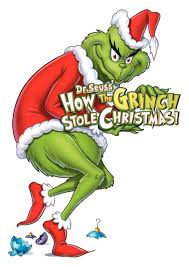 Dr. Seuss'
HOW THE GRINCH
STOLE CHRISTMAS!